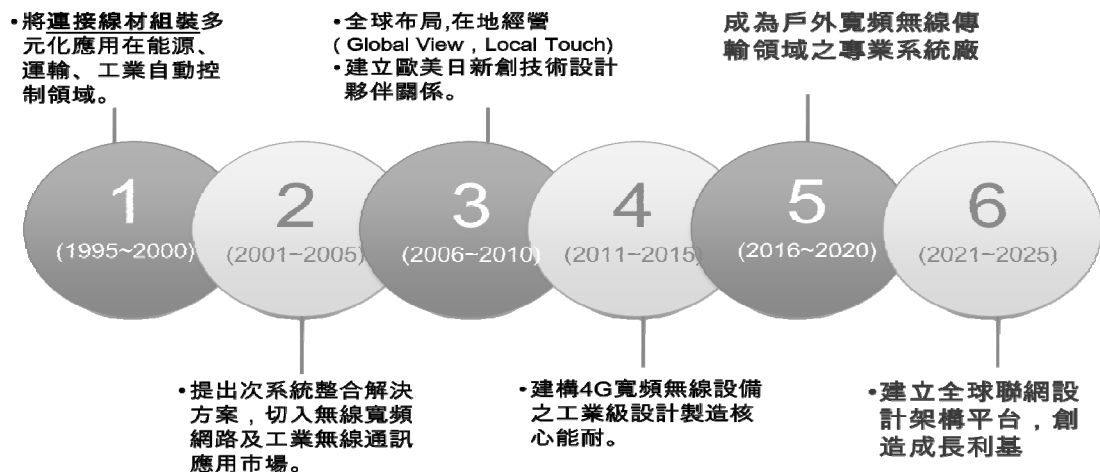 •將連接線材組裝多
元化應用在能源、
運輸、工業自動控
制領域。
•全球布局,在地經營
( Global View , Local Touch)
•建立歐美日新創技術設計
夥伴關係。
成為戶外寬頻無線傳
輸領域之專業系統廠
1
(1995~2000)
2
(2001~2005)
3
(2006~2010)
4
(2011~2015)
5
(2016~2020)
6
(2021~2025)
•提出次系統整合解決
方案，切入無線寬頻
網路及工業無線通訊
應用市場。
•建構4G寬頻無線設備
之工業級設計製造核
心能耐。
•建立全球聯網設
計架構平台，創
造成長利基